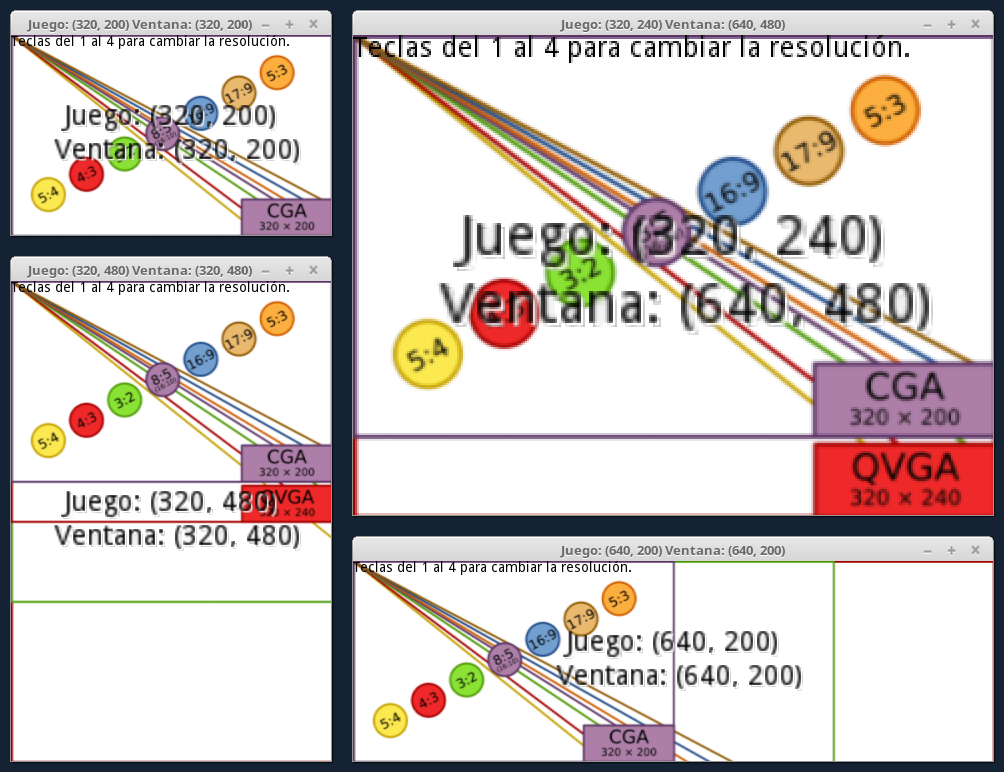 Juego: (320, 200) Ventana: (320, 200)
Teclas del 1 al 4 para cambiar la resolución.
5:3
17:9
16:9
Juego: (320, 200)
8:5
Ventana: (320, 200)
4:3
5:4
CGA
320 × 200
Juego: (320, 240) Ventana: (640, 480)
Teclas del 1 al 4 para cambiar la resolución.
5:3
17:9
16:9
Juego: (320, 240)
3:2
Ventana: (640, 480)
5:4
CGA
320 × 200
QVGA
320 × 240
Juego: (320, 480) Ventana: (320, 480)
Teclas del 1 al 4 para cambiar la resolución.
5:3
17:9
16:9
8:5
(16:10)
3:2
4:3
5:4
CGA
320 × 200
Juego: (320, 480)
QVGA
320 × 240
Ventana: (320, 480)
Juego: (640, 200) Ventana: (640, 200)
Teclas del 1 al 4 para cambiar la resolución.
5:3
17:9
16:9
Juego: (640, 200)
8:5
(16:10)
Ventana: (640, 200)
3:2
4:3
5:4
CGA
320 × 200